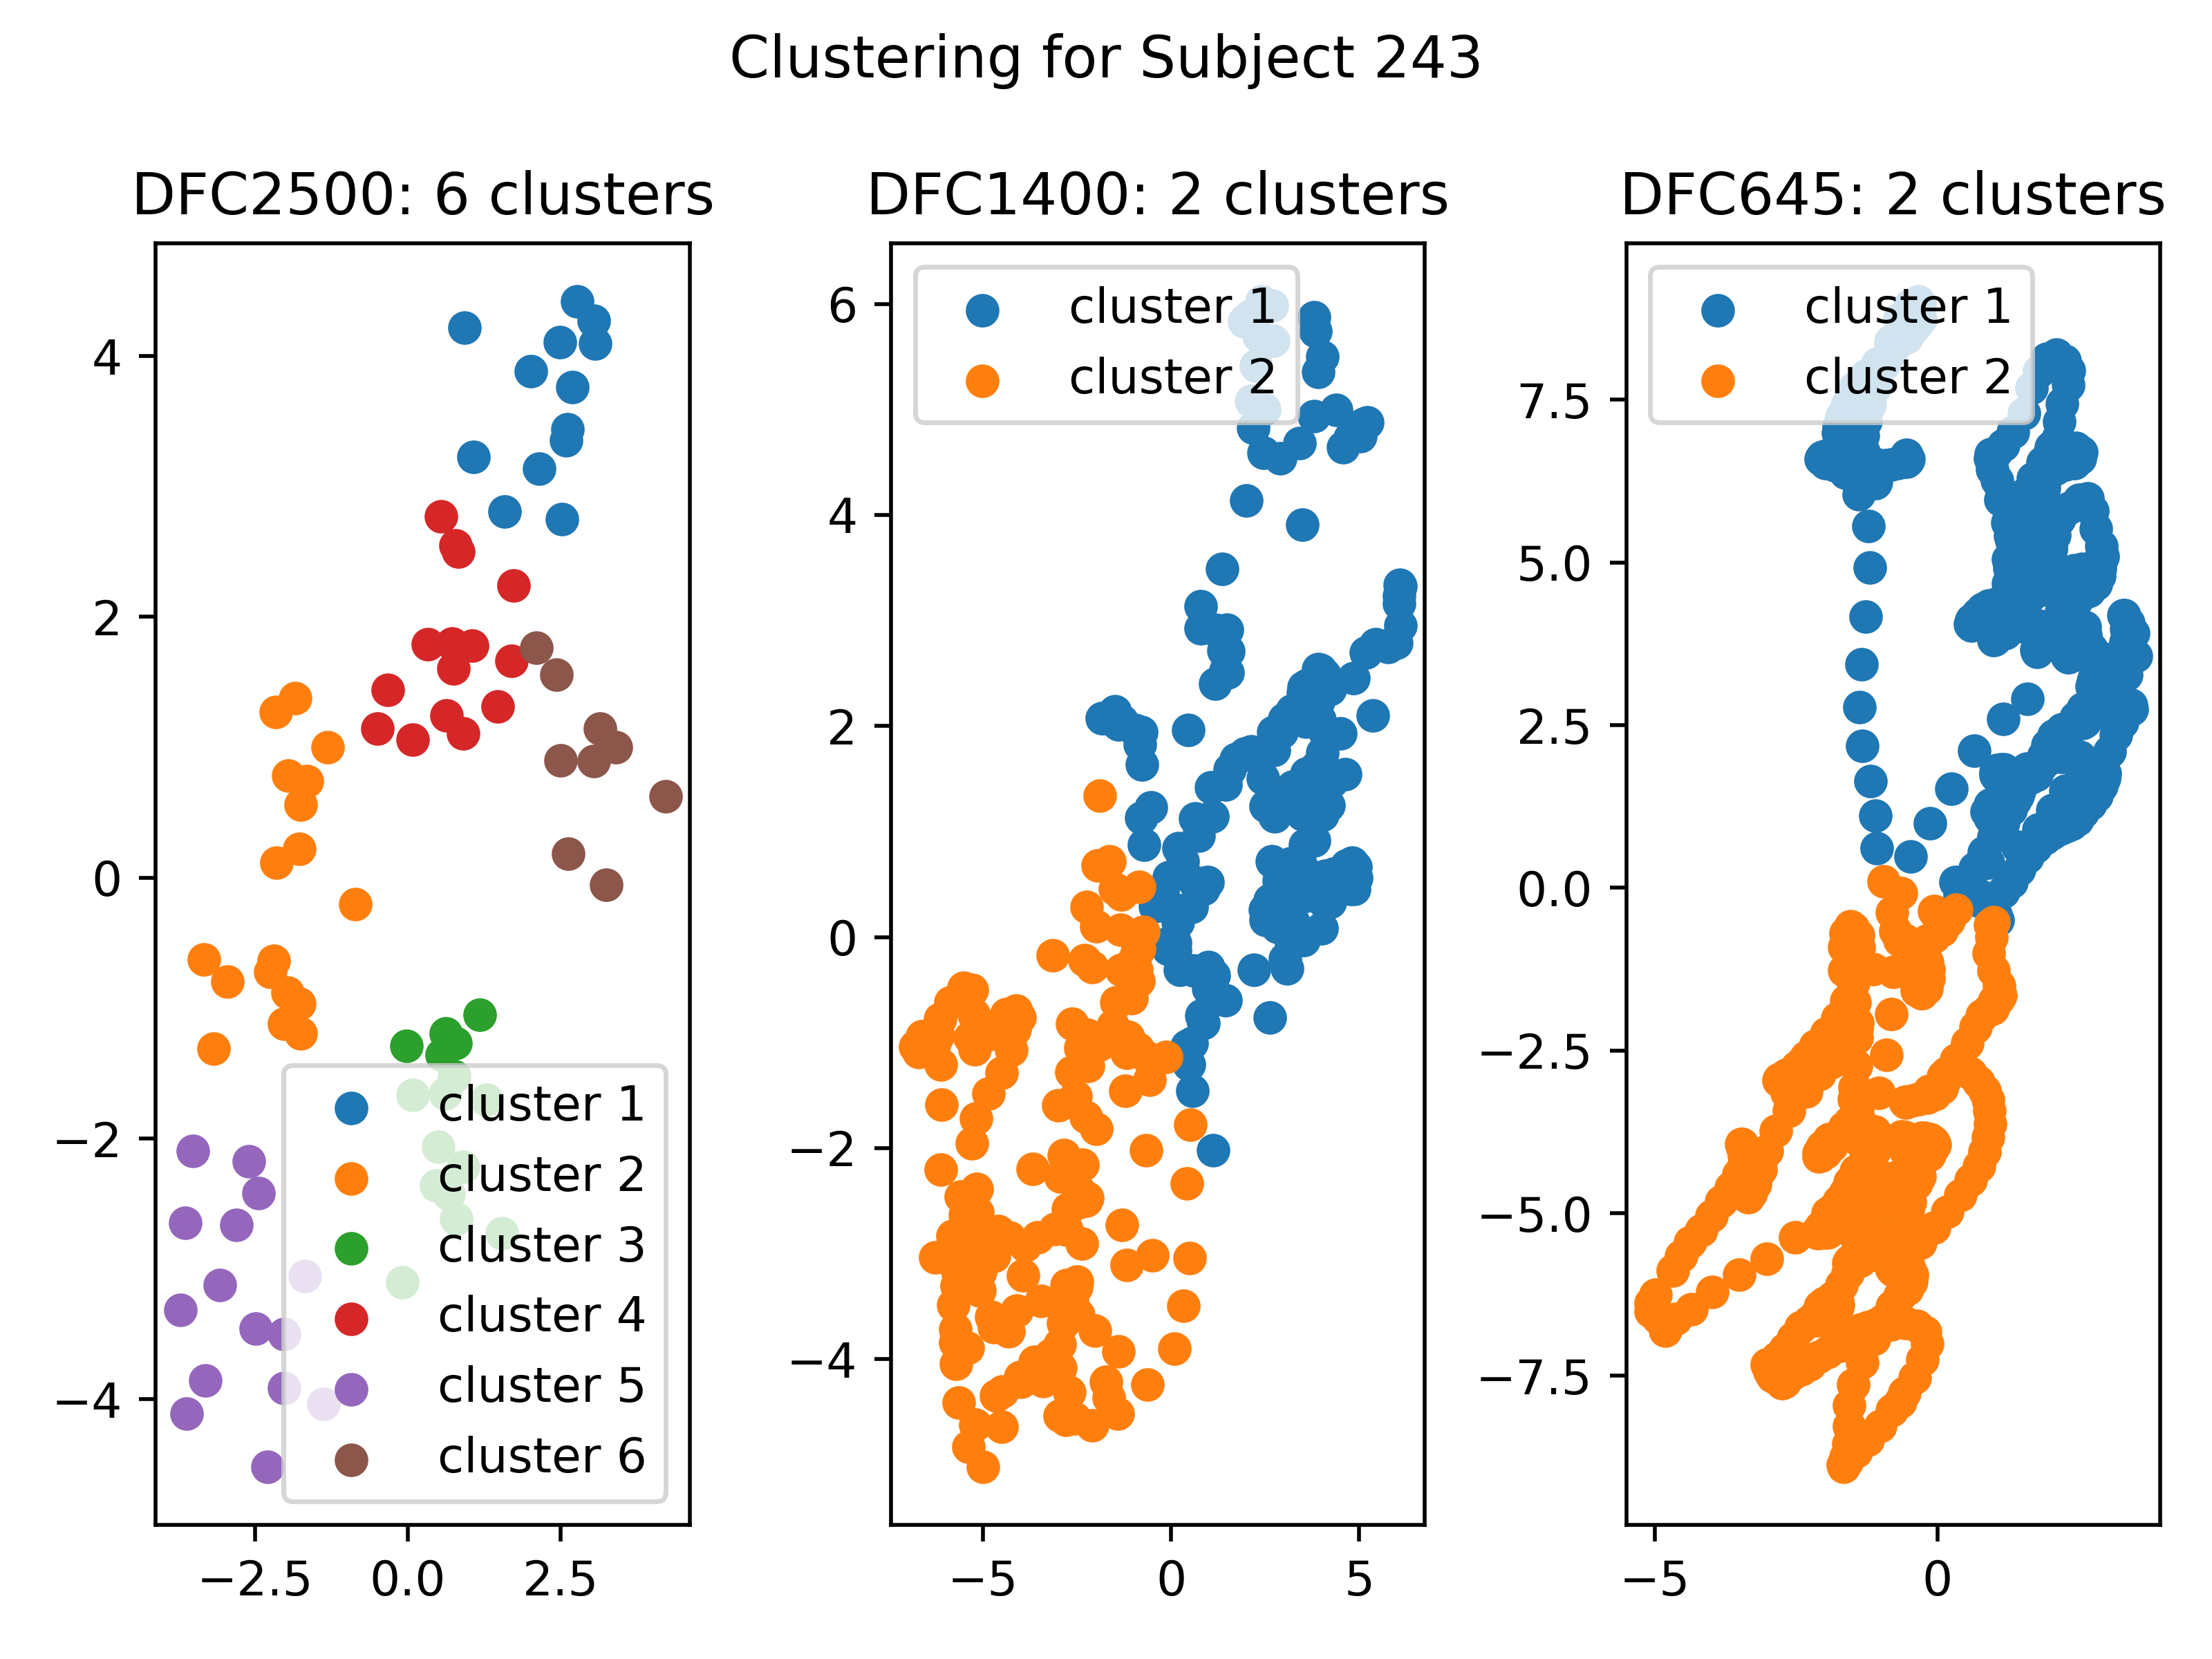 Clustering for Subject 243
DFC2500: 6 clusters
4
2
0
−2
−4
−2.5
0.0
2.5
cluster 1
cluster 2
cluster 3
cluster 4
cluster 5
cluster 6
DFC1400: 2 clusters
6
4
2
0
−2
−4
−5
0
5
cluster 1
cluster 2
DFC645: 2 clusters
7.5
5.0
2.5
0.0
−2.5
−5.0
−7.5
−5
0
cluster 1
cluster 2